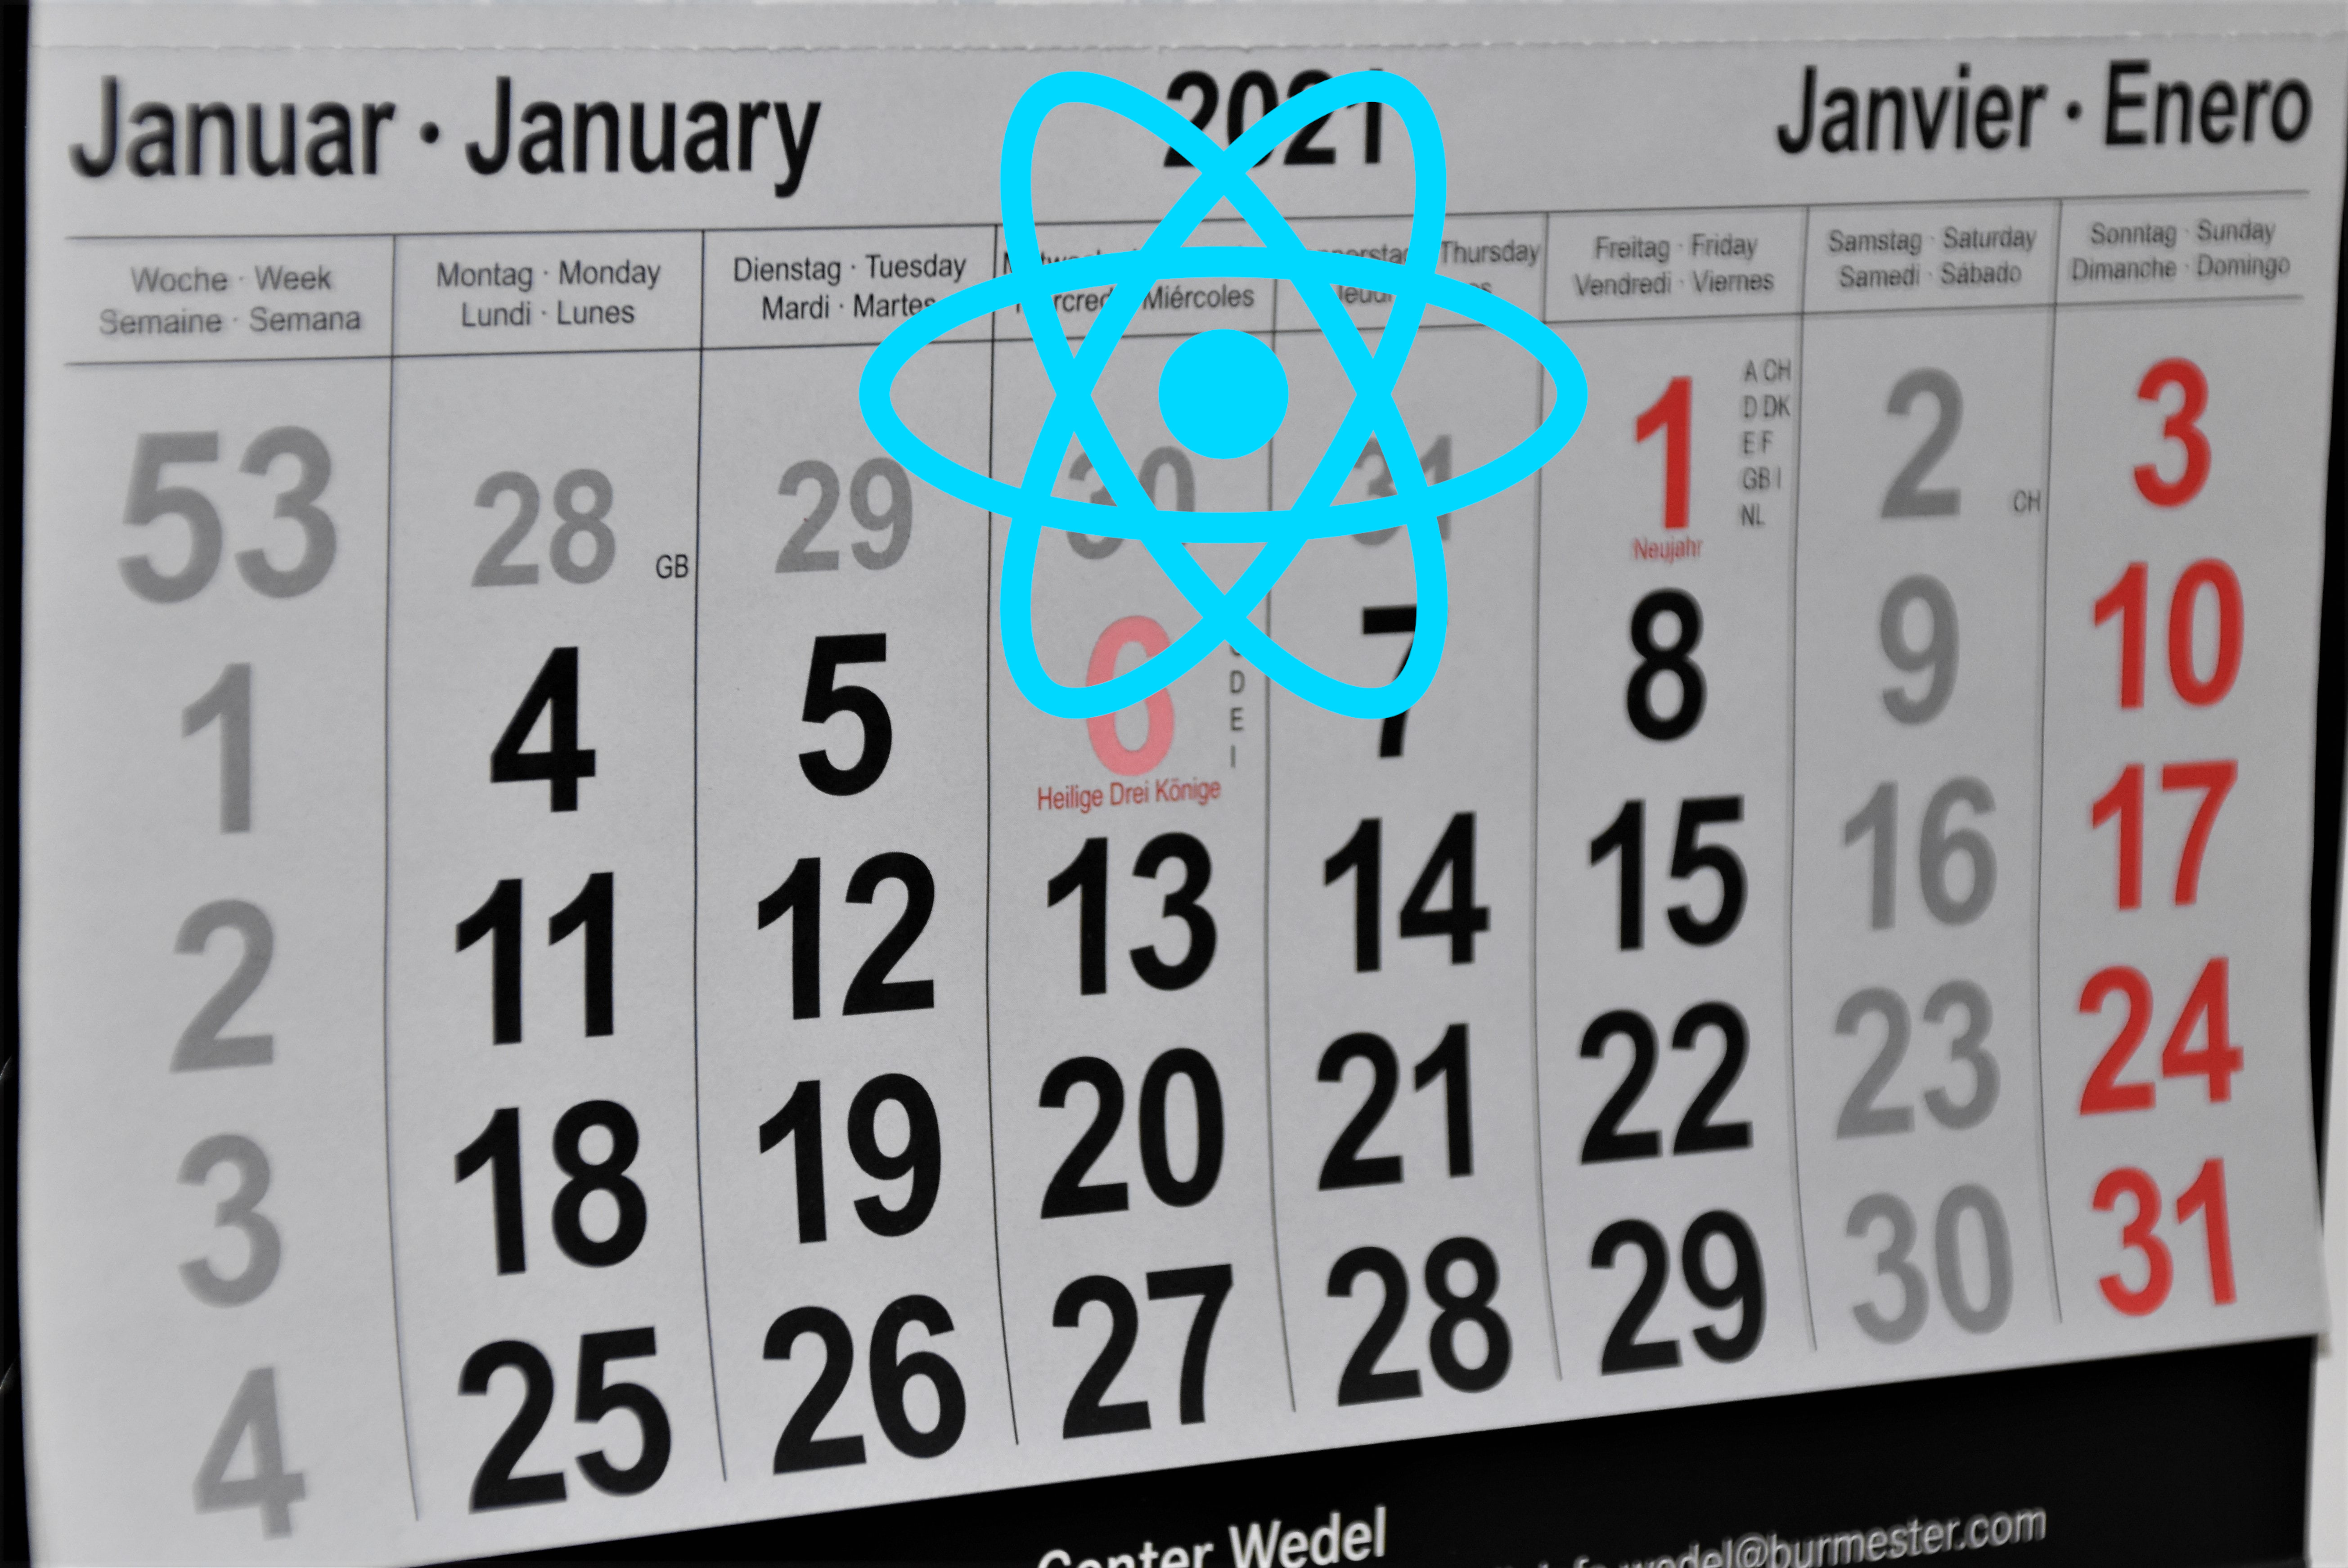 Januar · January 2021 Janvier · Enero
Woche · Week Montag · Monday Dienstag · Tuesday Thursday Freitag · Friday Samstag · Saturday Sonntag · Sunday
Semaine · Semana Lundi · Lunes Mardi · Martes Miércoles Vendredi · Viernes Samedi · Sábado Dimanche · Domingo
53 28 GB 29 30 31 1 2 CH 3
A CH
D DK
E F
GB I
NL
Neujahr
1 4 5 6 7 8 9 10
D
E
I
Heilige Drei Könige
2 11 12 13 14 15 16 17
3 18 19 20 21 22 23 24
4 25 26 27 28 29 30 31
Center Wedel wedel@burmester.com